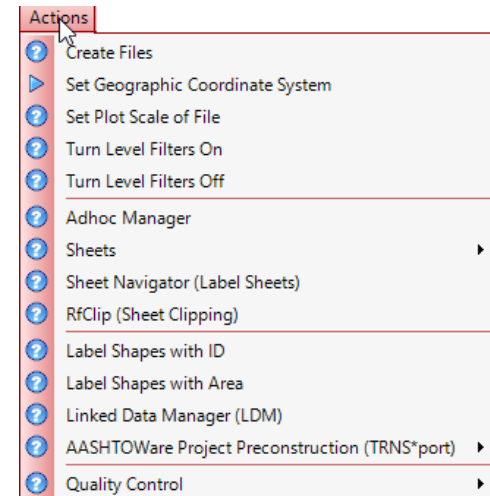 Actions
Create Files
Set Geographic Coordinate System
Set Plot Scale of File
Turn Level Filters On
Turn Level Filters Off
Adhoc Manager
Sheets
Sheet Navigator (Label Sheets)
RfClip (Sheet Clipping)
Label Shapes with ID
Label Shapes with Area
Linked Data Manager (LDM)
AASHTOWare Project Preconstruction (TRNS*port)
Quality Control